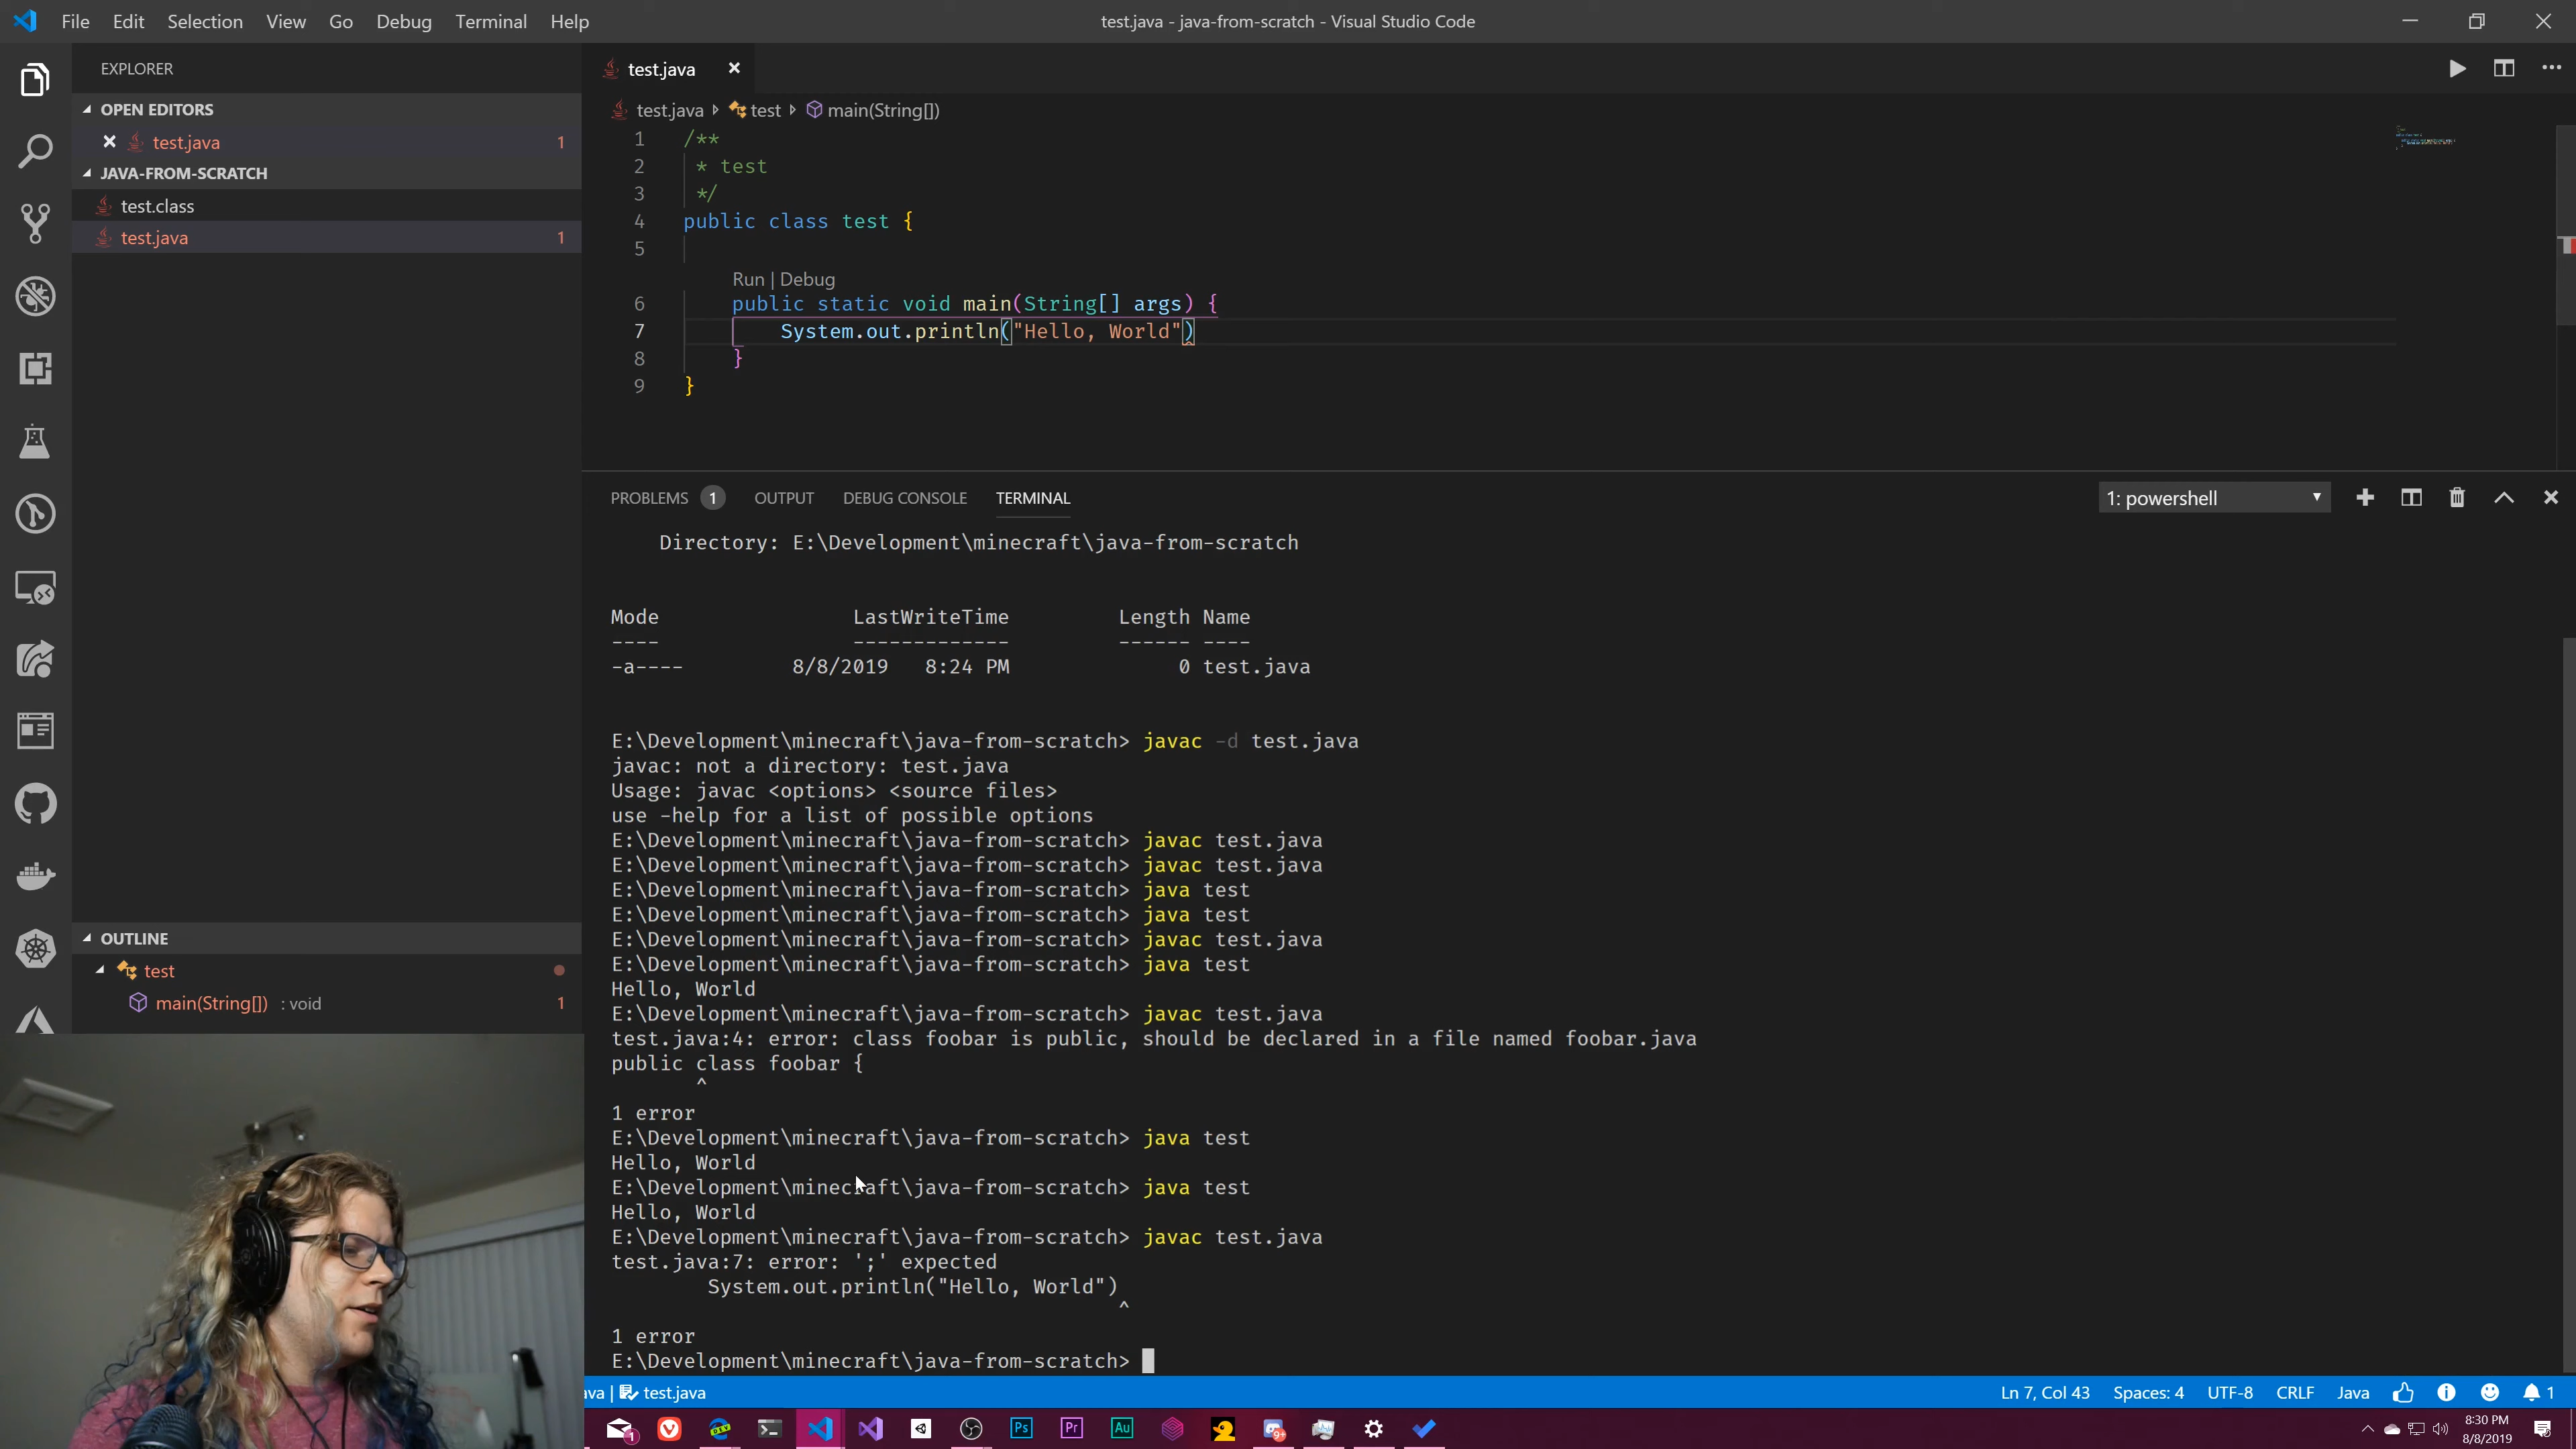 File Edit Selection View Go Debug Terminal Help
test.java - java-from-scratch - Visual Studio Code
EXPLORER
OPEN EDITORS
test.java 1
JAVA-FROM-SCRATCH
test.class
test.java 1
OUTLINE
test
main(String[]) : void 1
test.java
test.java test main(String[])
1 /**
2 * test
3 */
4 public class test {
5
Run | Debug
6 public static void main(String[] args) {
7 System.out.println("Hello, World")
8 }
9 }
PROBLEMS 1 OUTPUT DEBUG CONSOLE TERMINAL
1: powershell
Directory: E:\Development\minecraft\java-from-scratch
Mode LastWriteTime Length Name
---- ------------- ------ ----
-a---- 8/8/2019 8:24 PM 0 test.java
E:\Development\minecraft\java-from-scratch> javac -d test.java
javac: not a directory: test.java
Usage: javac <options> <source files>
use -help for a list of possible options
E:\Development\minecraft\java-from-scratch> javac test.java
E:\Development\minecraft\java-from-scratch> javac test.java
E:\Development\minecraft\java-from-scratch> java test
E:\Development\minecraft\java-from-scratch> java test
E:\Development\minecraft\java-from-scratch> javac test.java
E:\Development\minecraft\java-from-scratch> java test
Hello, World
E:\Development\minecraft\java-from-scratch> javac test.java
test.java:4: error: class foobar is public, should be declared in a file named foobar.java
public class foobar {
^
1 error
E:\Development\minecraft\java-from-scratch> java test
Hello, World
E:\Development\minecraft\java-from-scratch> java test
Hello, World
E:\Development\minecraft\java-from-scratch> javac test.java
test.java:7: error: ';' expected
System.out.println("Hello, World")
^
1 error
E:\Development\minecraft\java-from-scratch>
ava | test.java
Ln 7, Col 43 Spaces: 4 UTF-8 CRLF Java 1
1 DEV Ps Pr Au 9+
8:30 PM
8/8/2019